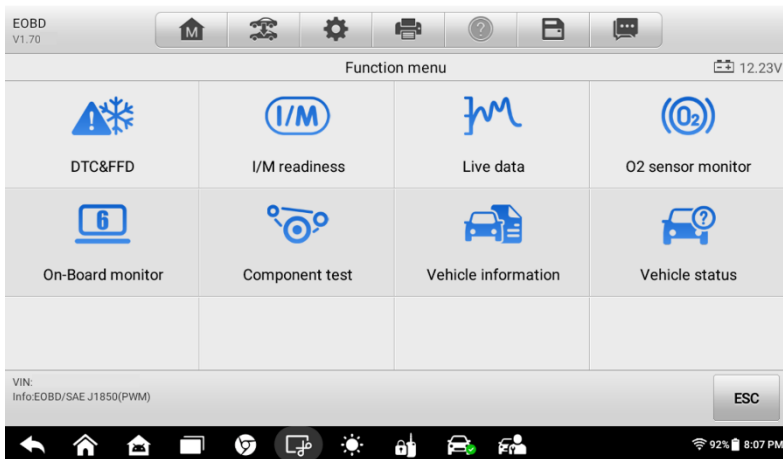 EOBD
V1.70
M
?
Function menu
12.23V
I/M
O2
DTC&FFD
I/M readiness
Live data
O2 sensor monitor
6
?
On-Board monitor
Component test
Vehicle information
Vehicle status
VIN:
Info:EOBD/SAE J1850(PWM)
ESC
92% 8:07 PM